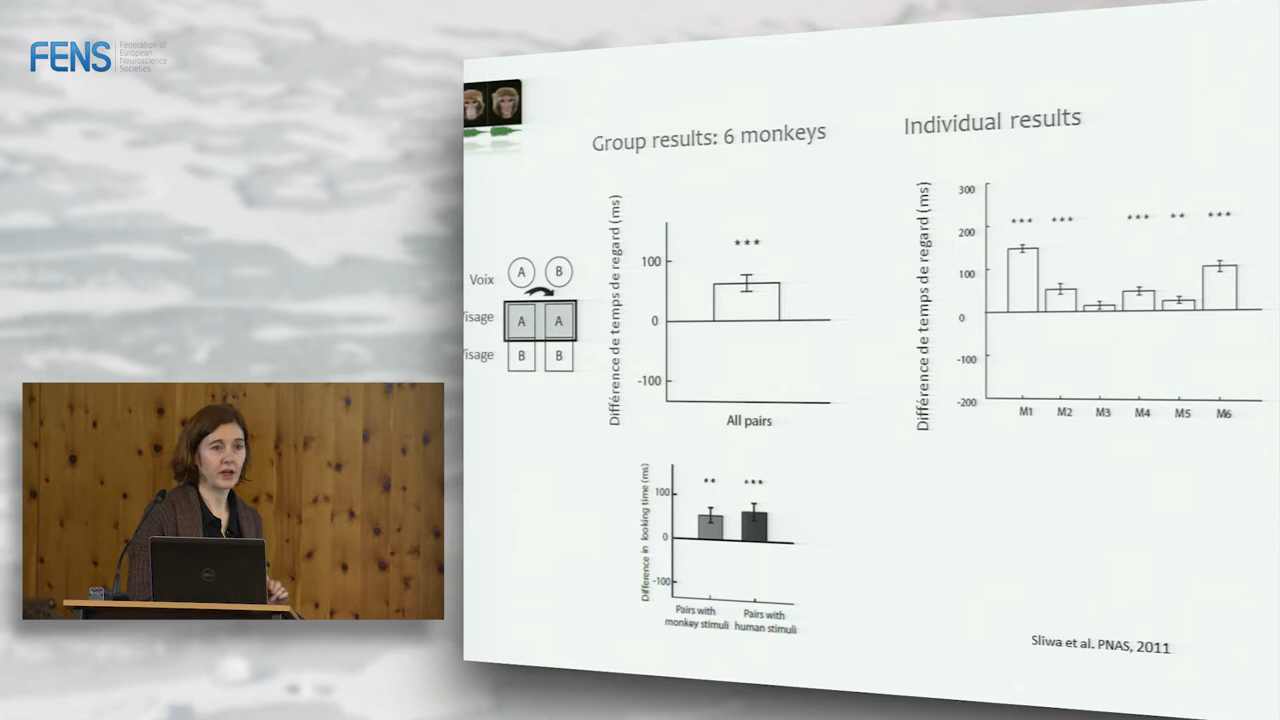 FENS
Federation of
European
Neuroscience
Societies
Group results: 6 monkeys
Individual results
Voix
A B
isage
A A
isage
B B
Différence de temps de regard (ms)
100
0
-100
***
All pairs
Différence de temps de regard (ms)
300
200
100
0
-100
-200
*** *** *** ** ***
M1 M2 M3 M4 M5 M6
Difference in looking time (ms)
100
0
-100
** ***
Pairs with
monkey stimuli
Pairs with
human stimuli
Sliwa et al. PNAS, 2011
DELL